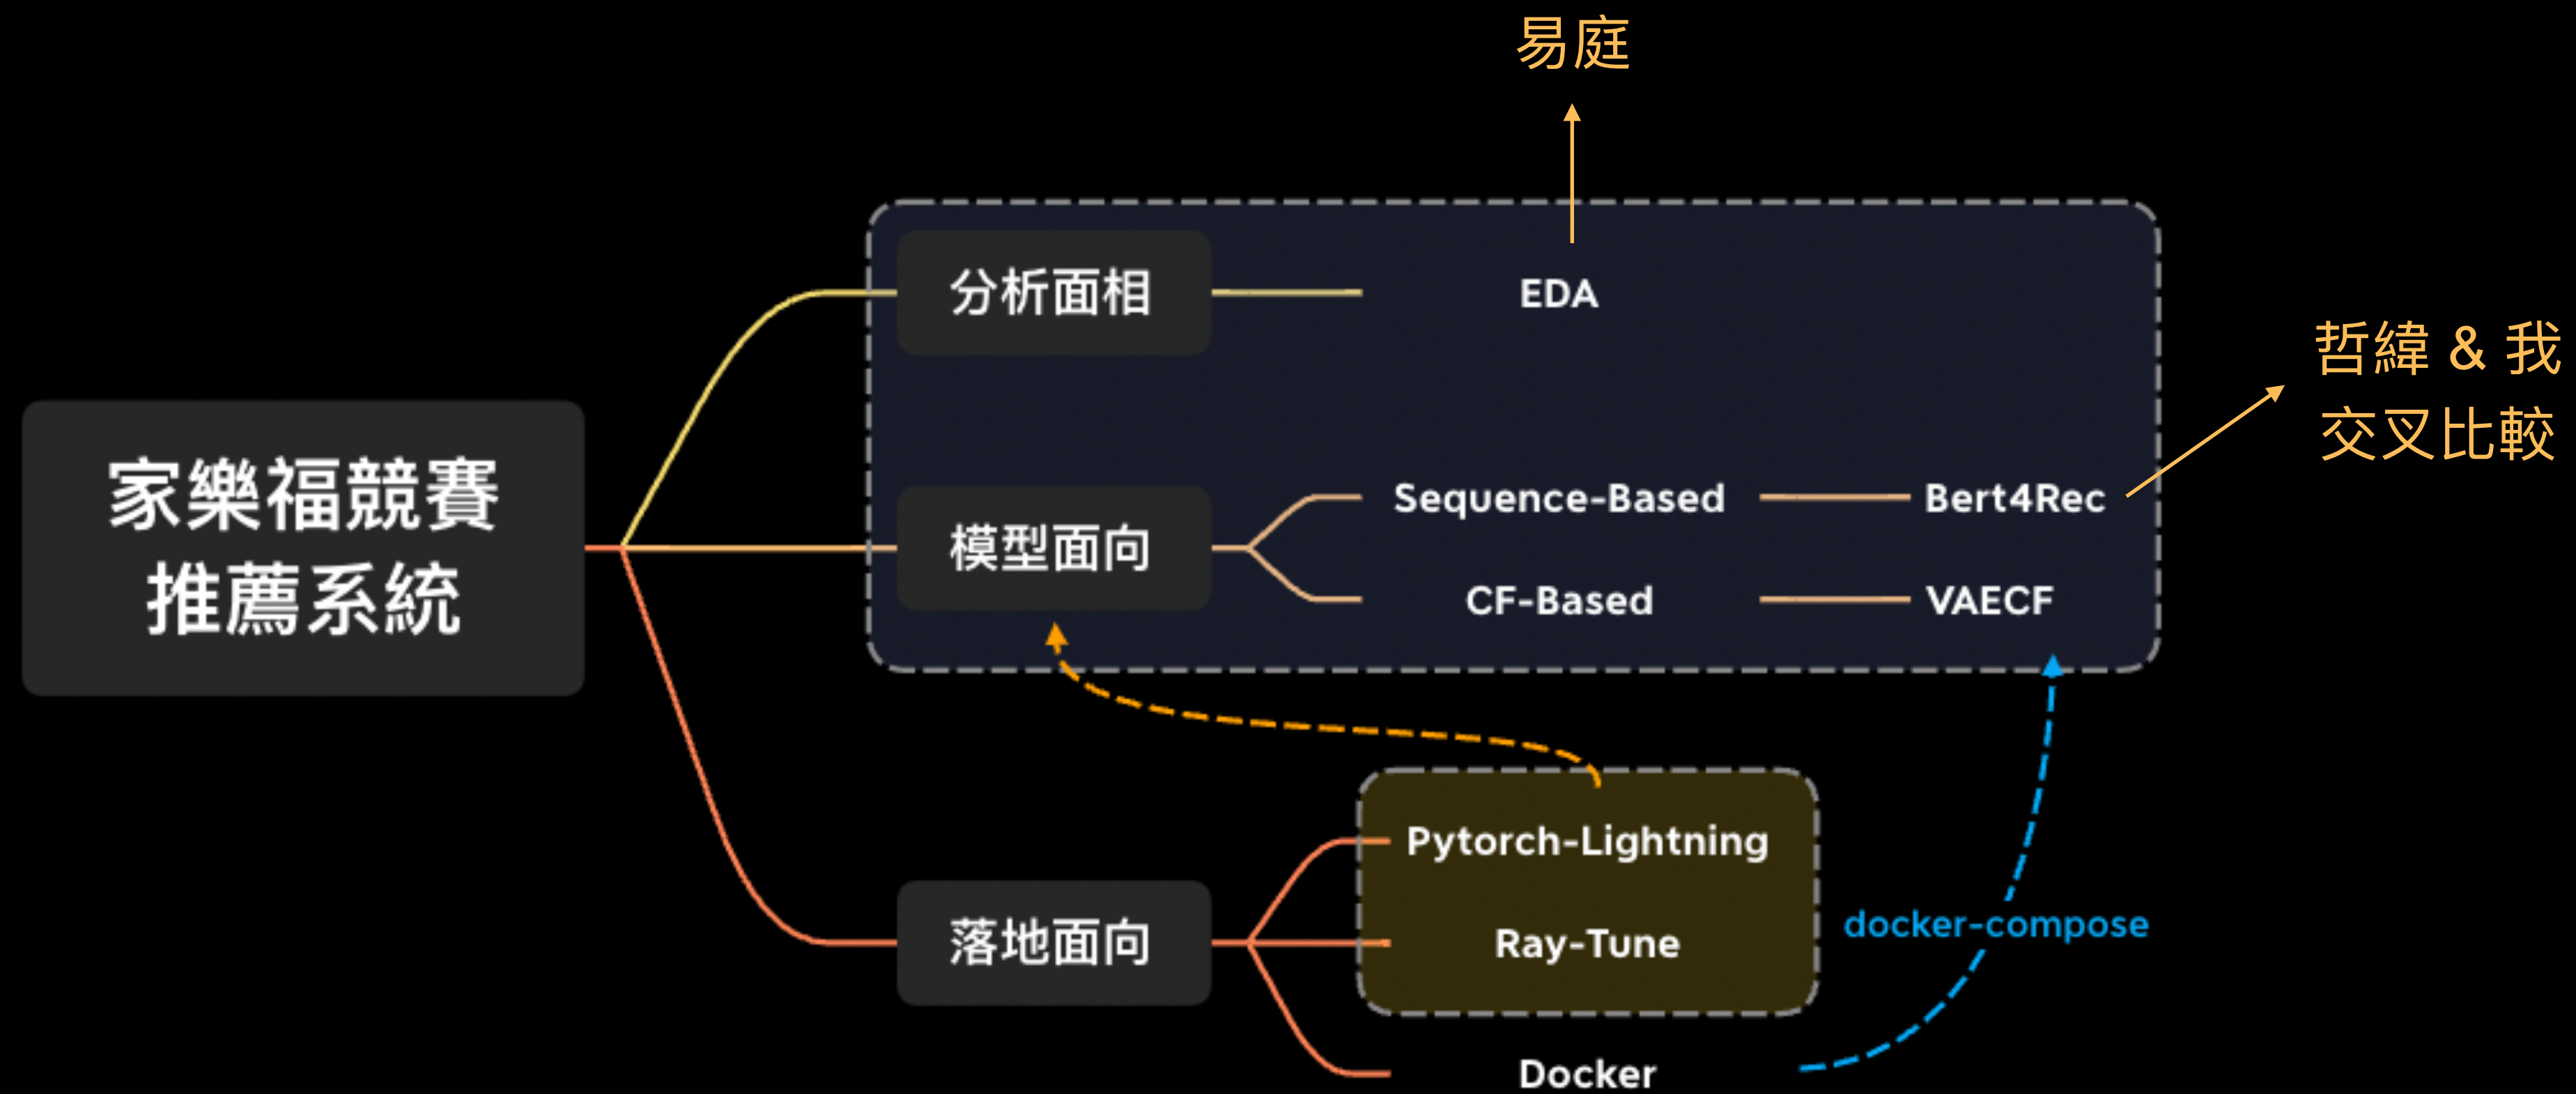 易庭
分析面相
EDA
哲緯 & 我
交叉比較
家樂福競賽
推薦系統
模型面向
Sequence-Based
Bert4Rec
CF-Based
VAECF
落地面向
Pytorch-Lightning
Ray-Tune
docker-compose
Docker